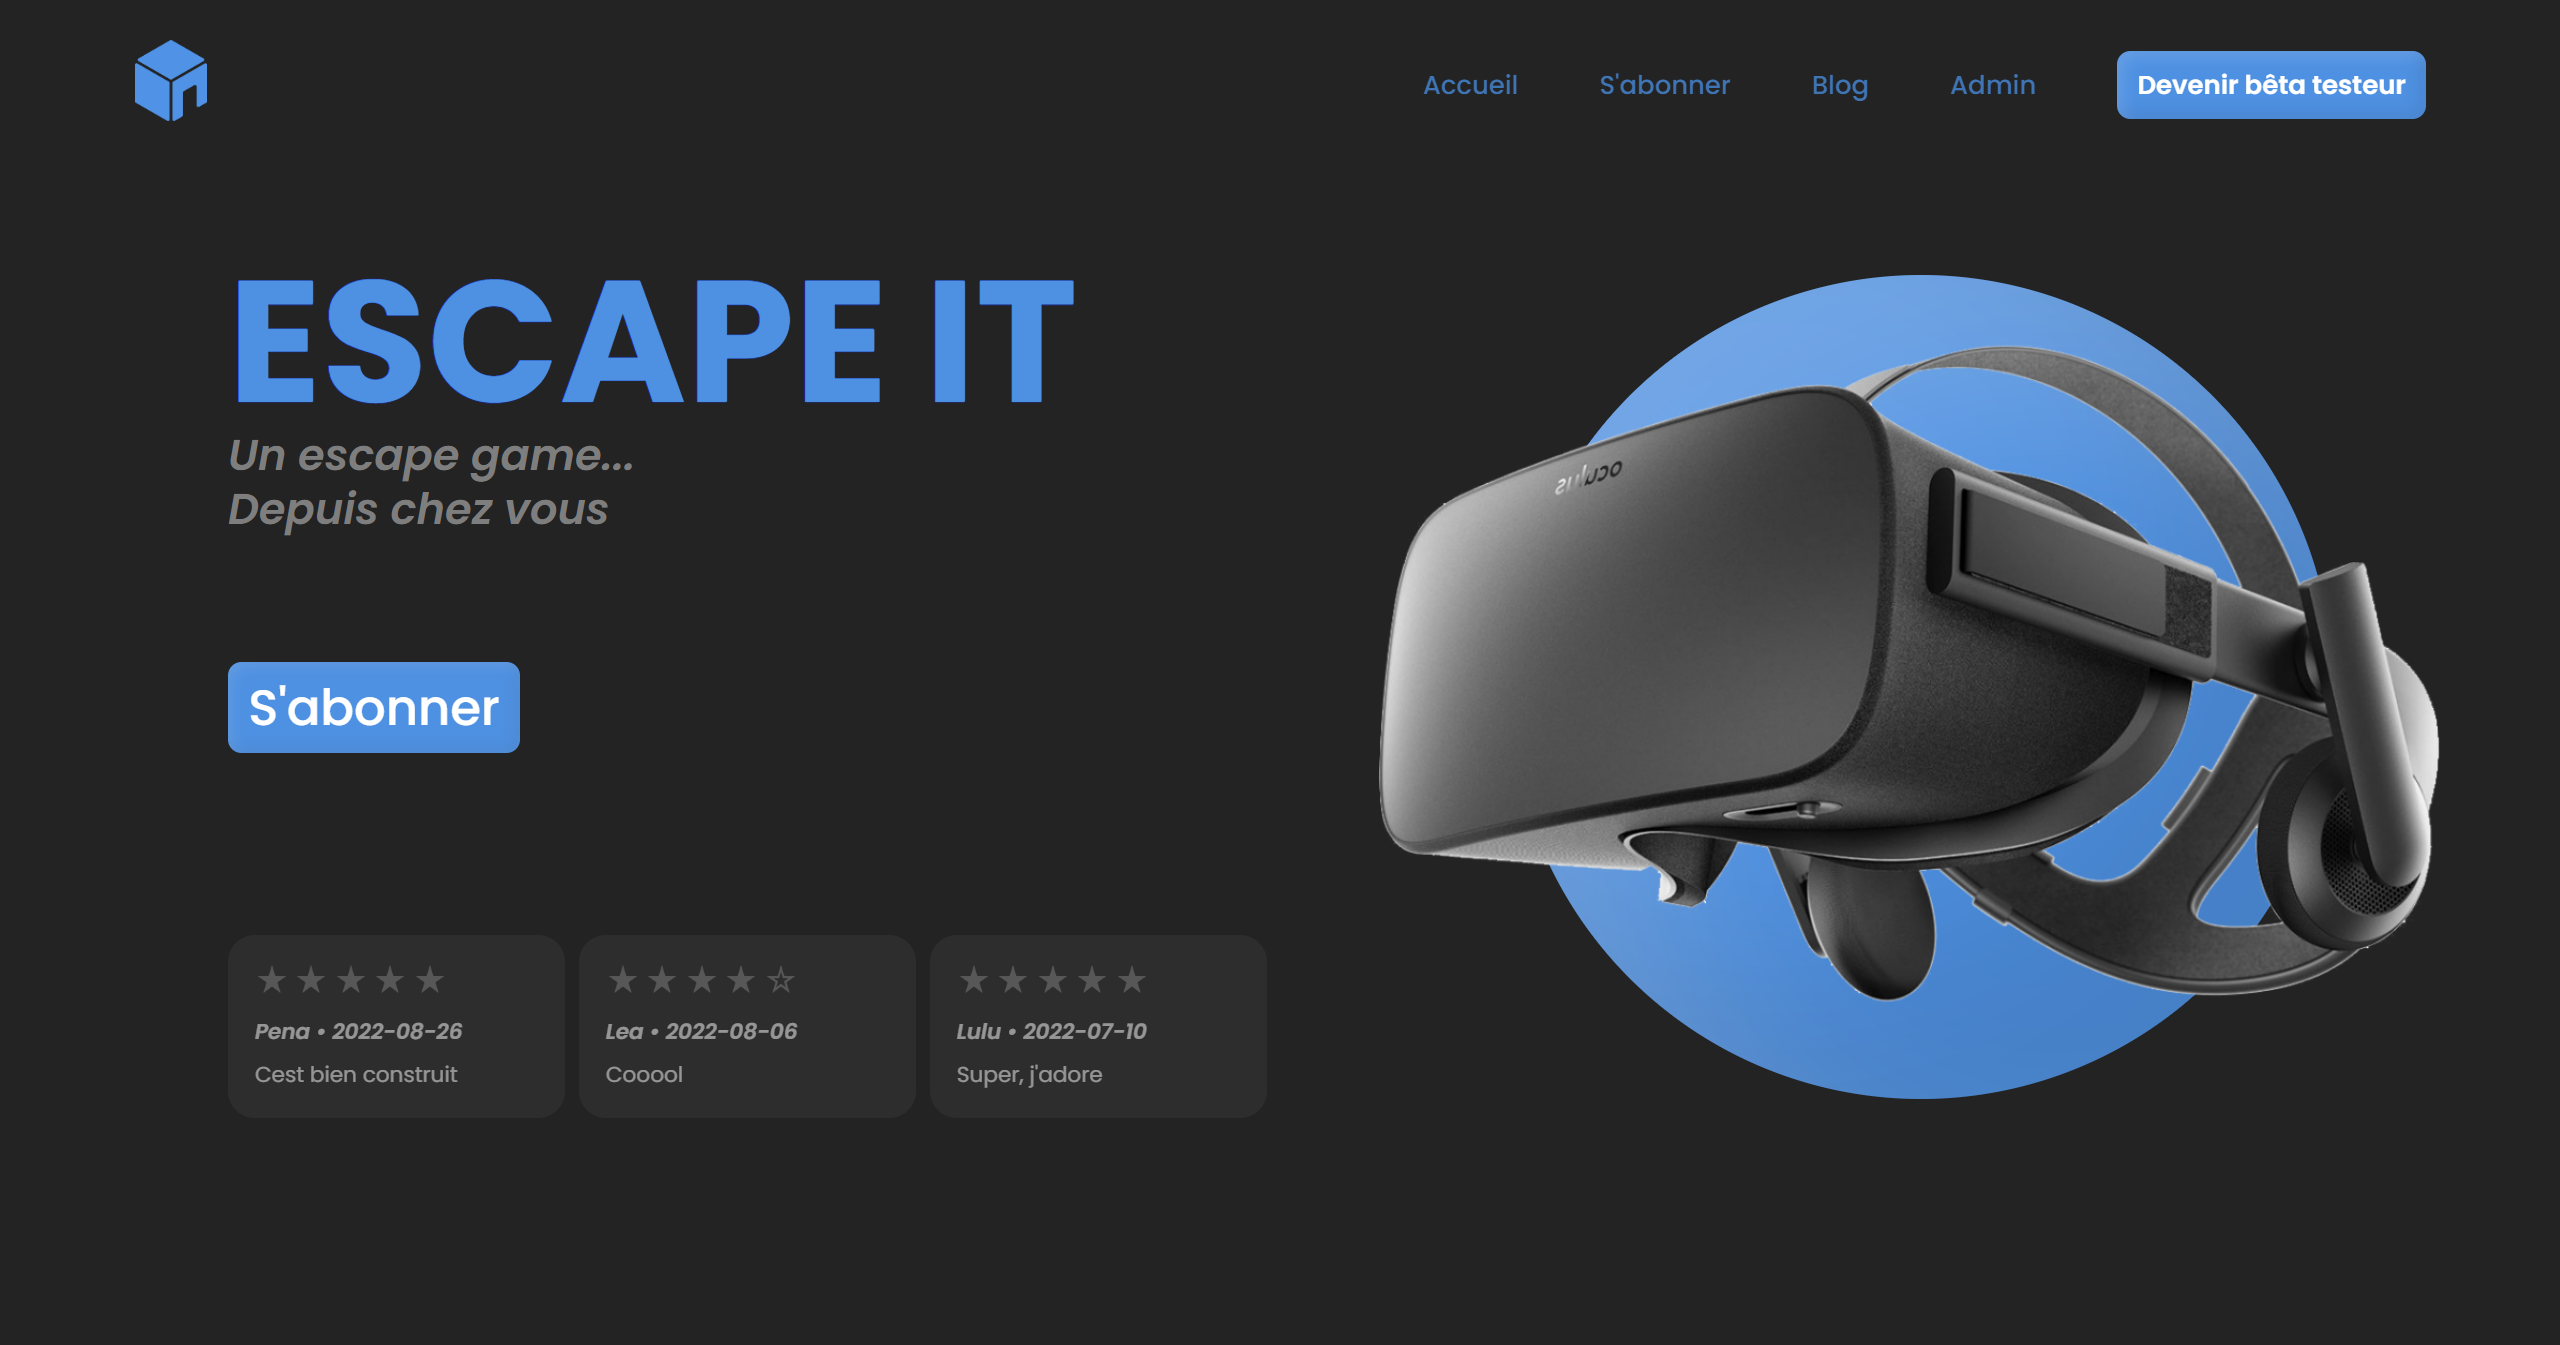 Accueil S'abonner Blog Admin Devenir bêta testeur
ESCAPE IT
Un escape game...
Depuis chez vous
S'abonner
★ ★ ★ ★ ★
Pena • 2022-08-26
Cest bien construit
★ ★ ★ ★ ☆
Lea • 2022-08-06
Cooool
★ ★ ★ ★ ★
Lulu • 2022-07-10
Super, j'adore
oculus